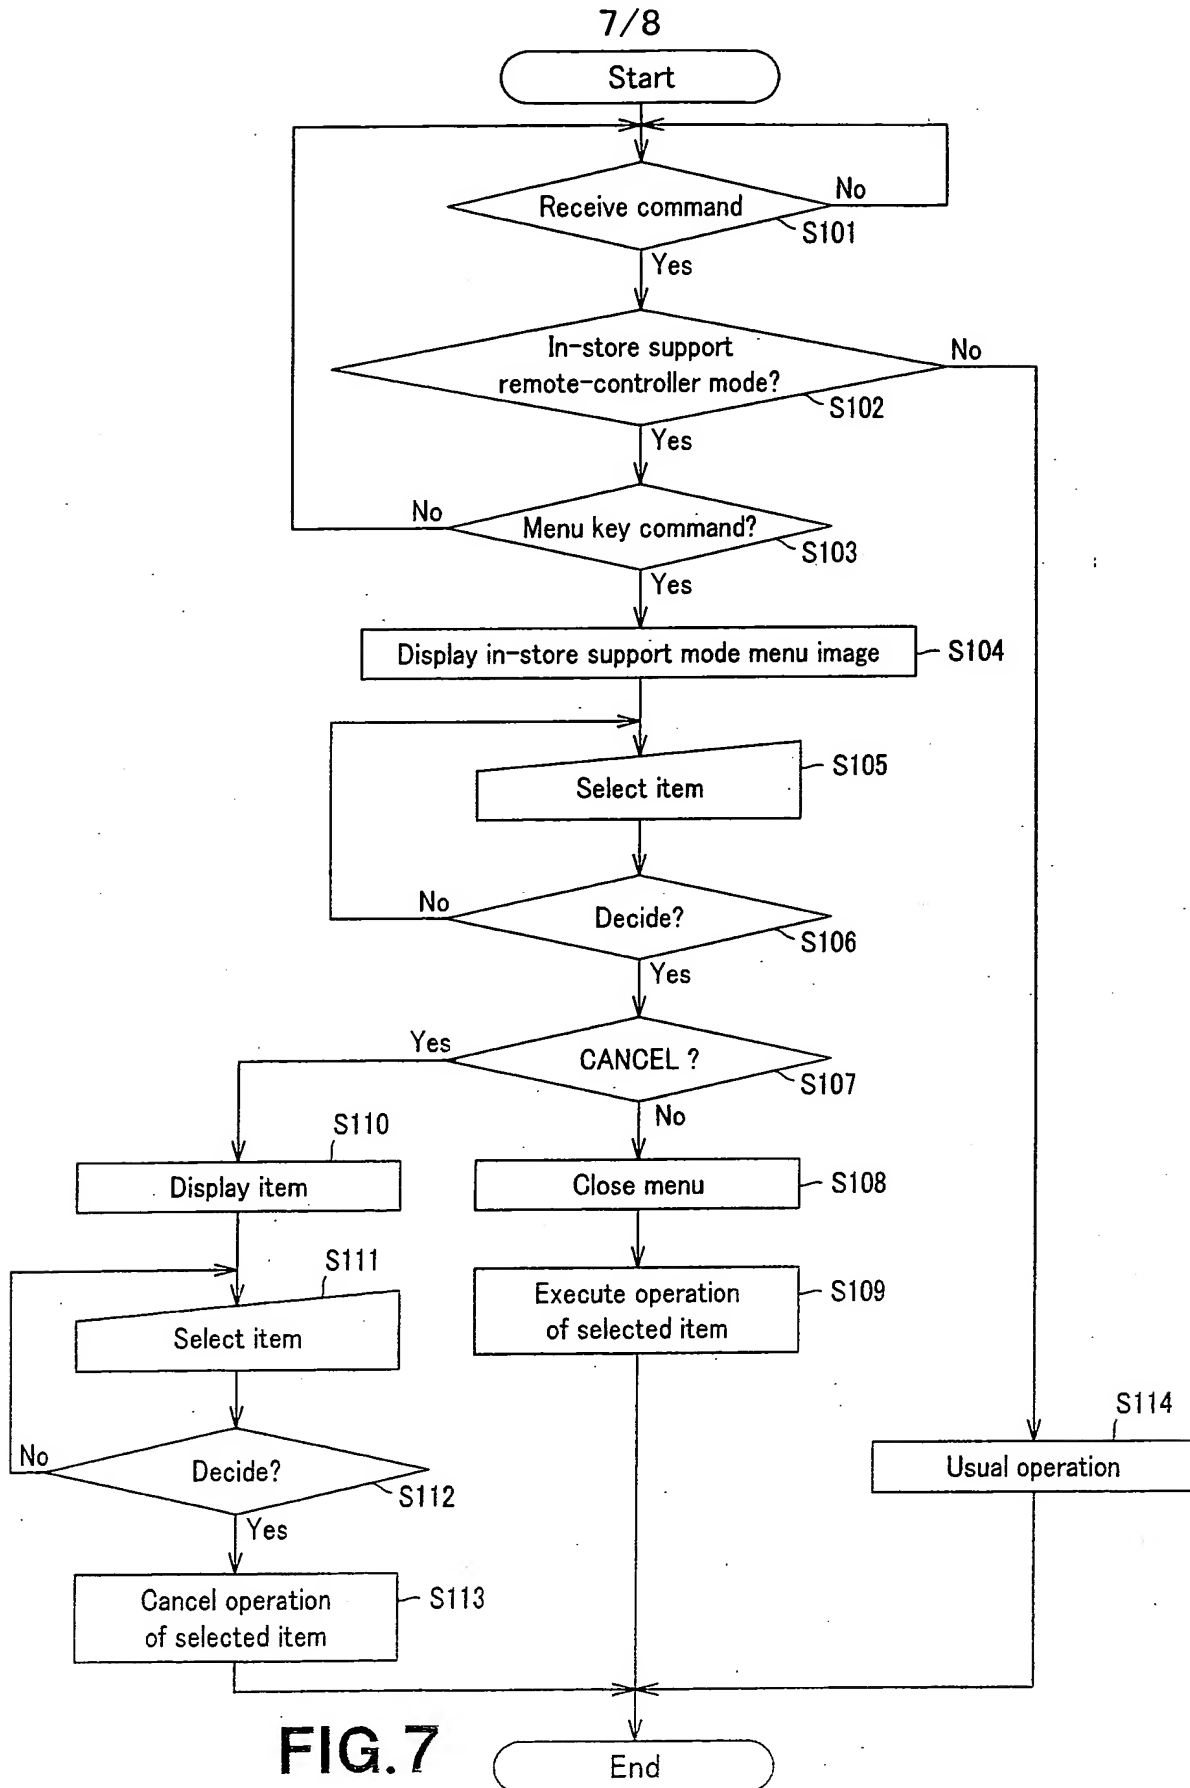 7/8
Start
Receive command
No
S101
Yes
In-store support
remote-controller mode?
No
S102
Yes
No
Menu key command?
S103
Yes
Display in-store support mode menu image
S104
Select item
S105
No
Decide?
S106
Yes
Yes
CANCEL ?
S107
No
S110
Display item
Close menu
S108
S111
Select item
Execute operation
of selected item
S109
No
Decide?
S112
Yes
S114
Usual operation
Cancel operation
of selected item
S113
FIG.7
End